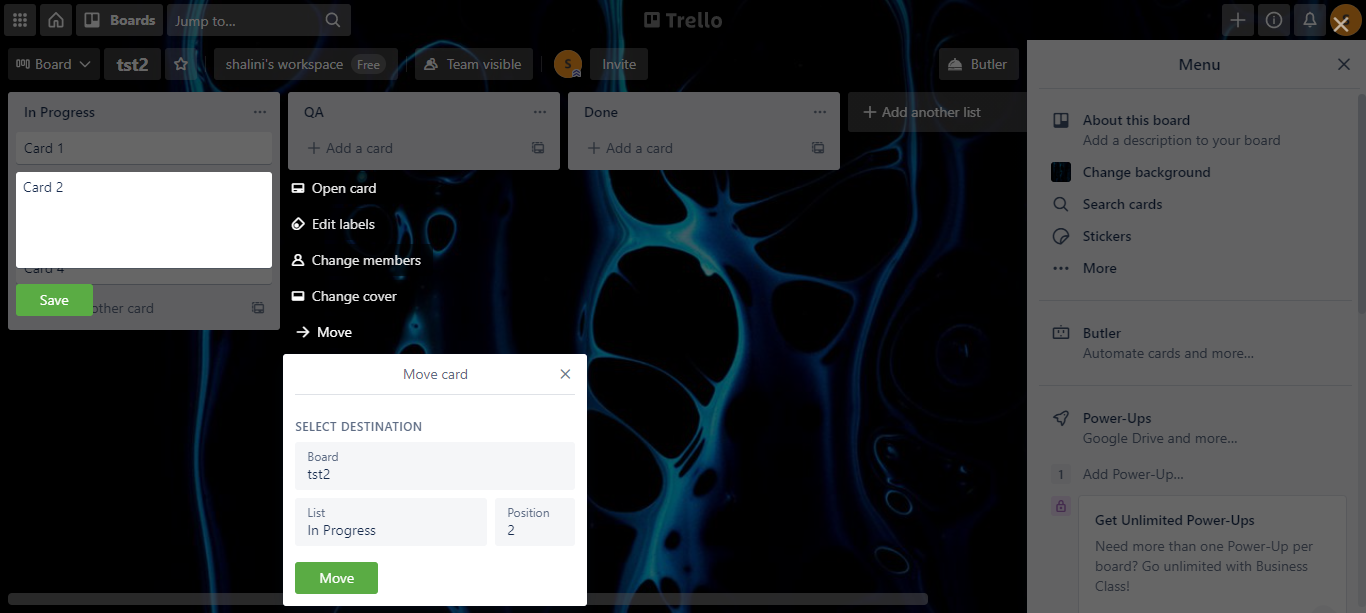 Boards
Jump to...
Trello
Board
tst2
shalini's workspace Free
Team visible
S
Invite
Butler
In Progress
Card 1
Card 2
Card 4
Save
other card
QA
Add a card
Done
Add a card
Add another list
Open card
Edit labels
Change members
Change cover
Move
Move card
SELECT DESTINATION
Board
tst2
List
In Progress
Position
2
Move
Menu
About this board
Add a description to your board
Change background
Search cards
Stickers
More
Butler
Automate cards and more...
Power-Ups
Google Drive and more...
1 Add Power-Up...
Get Unlimited Power-Ups
Need more than one Power-Up per
board? Go unlimited with Business
Class!